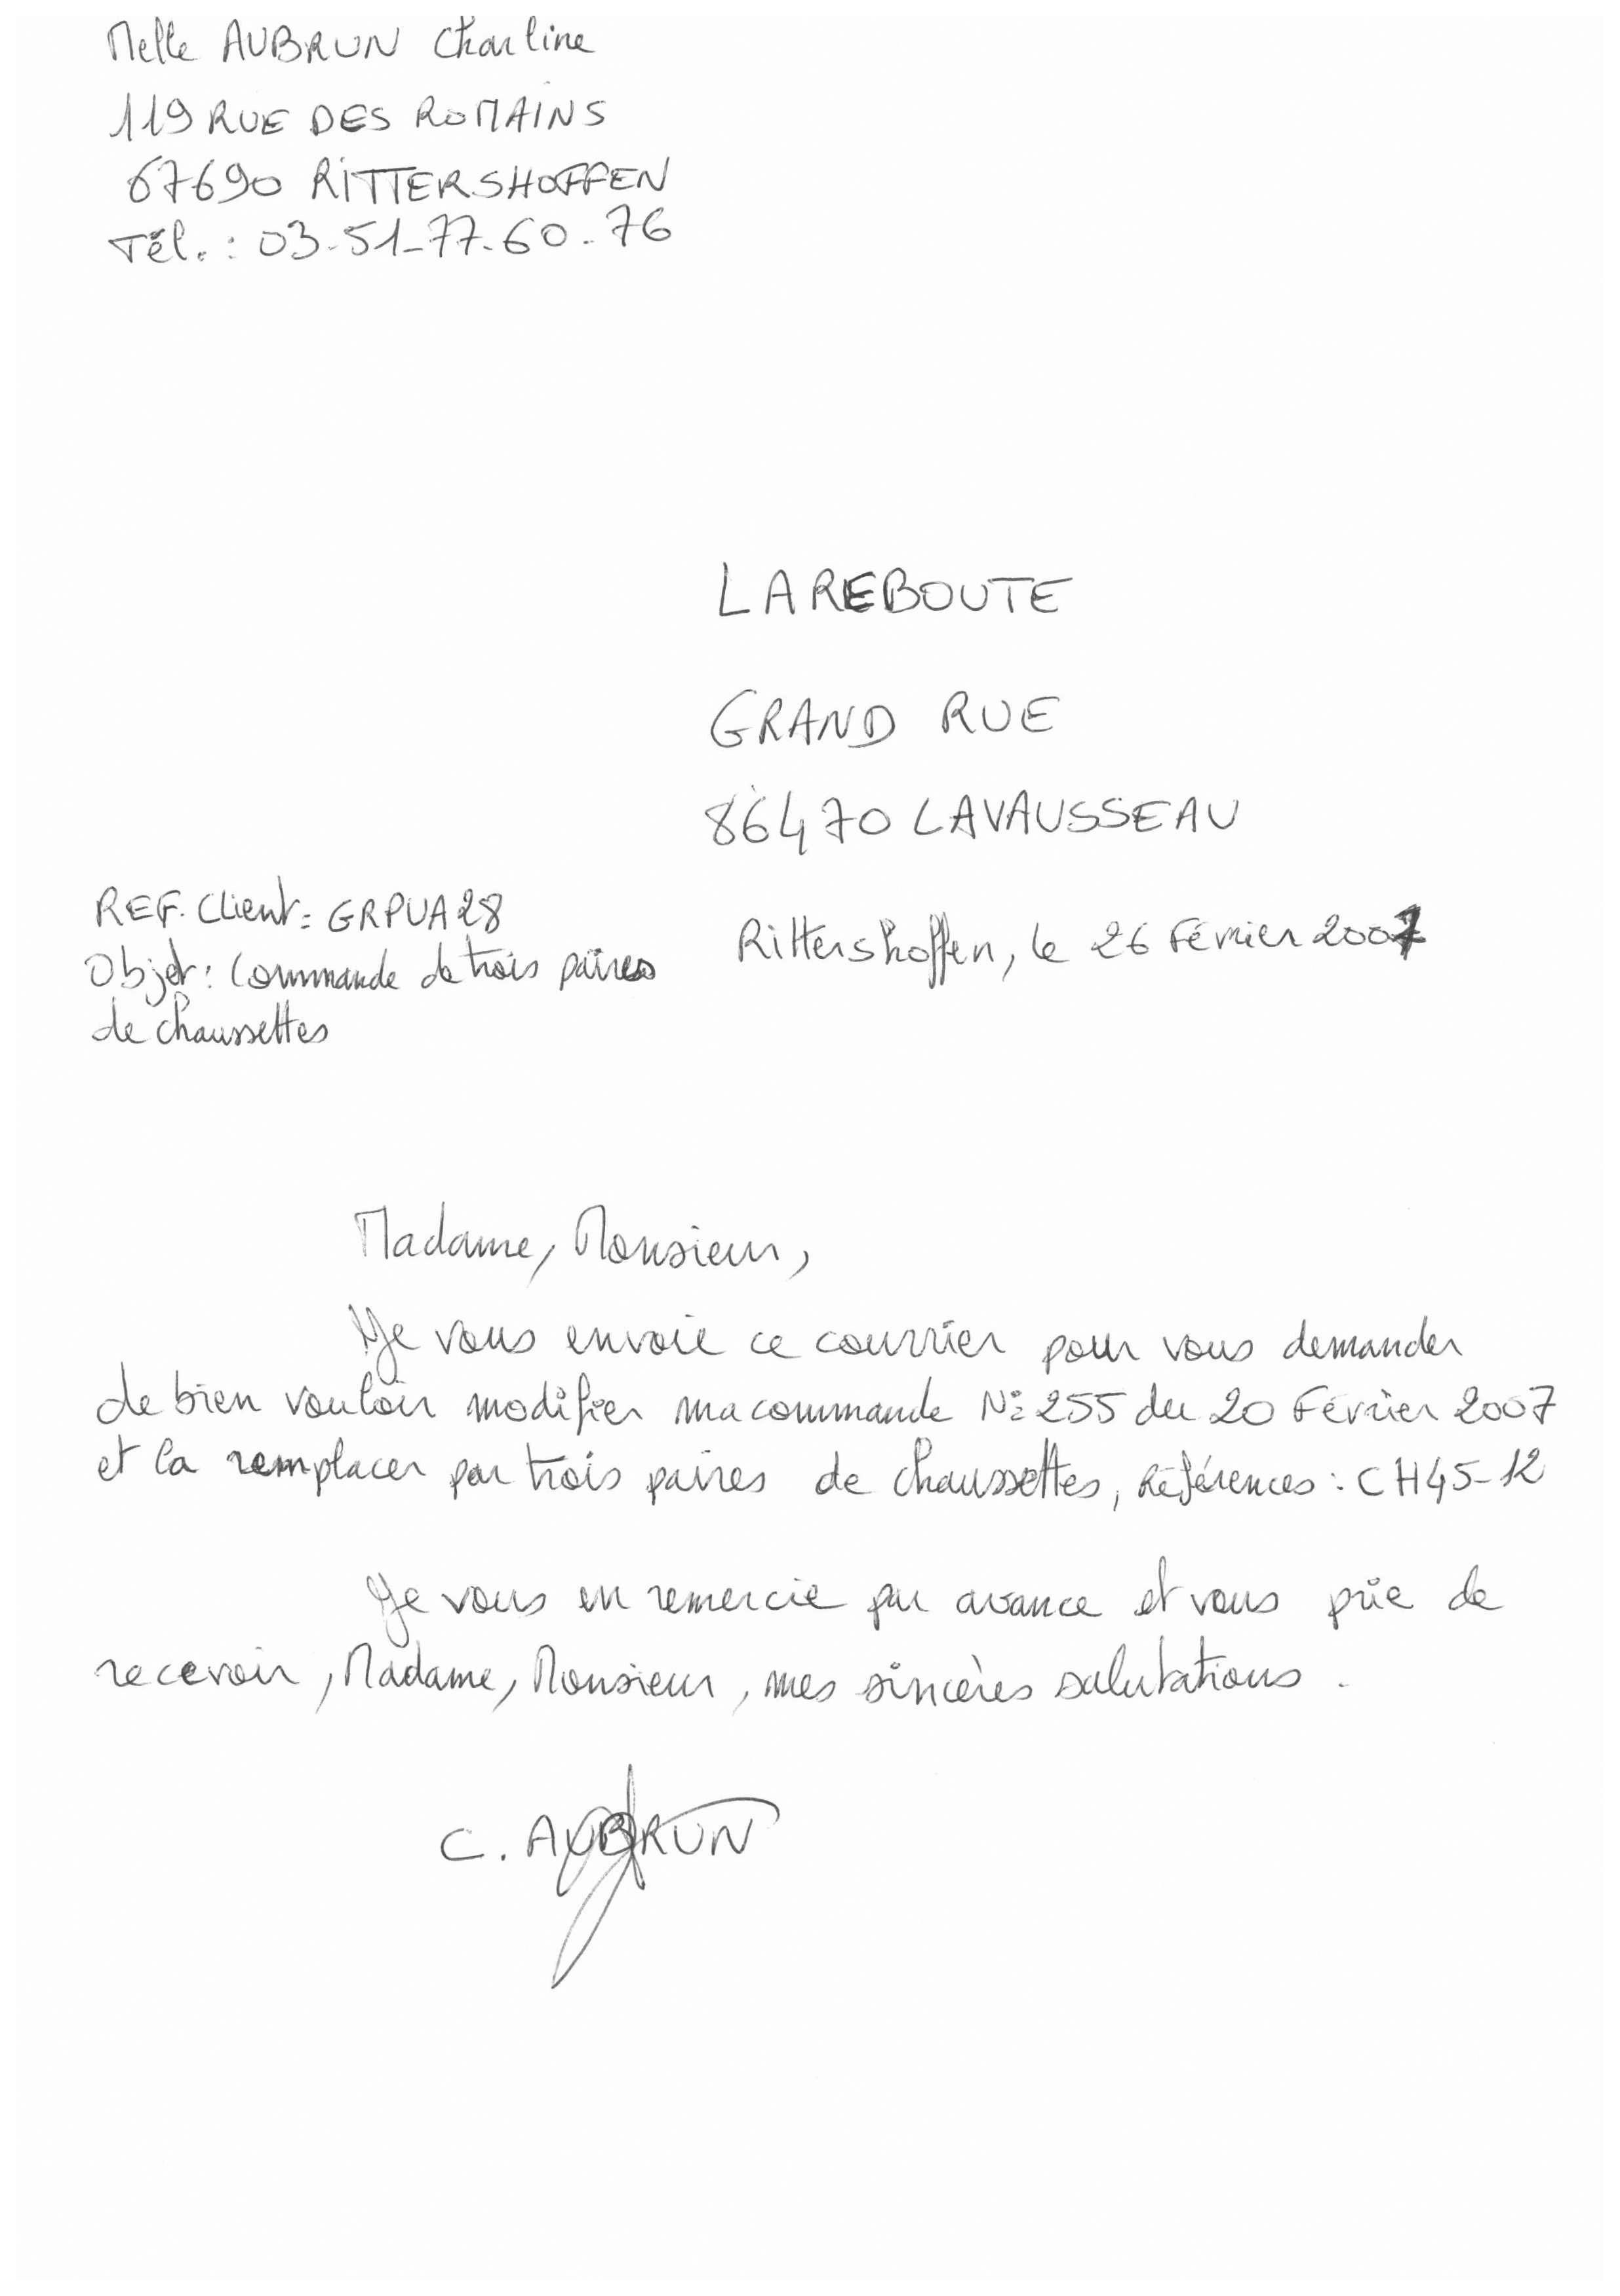 Melle AUBRUN Charline
119 RUE DES ROMAINS
67690 RITTERSHOFFEN
Tél. : 03-51-77-60-76
LAREBOUTE
GRAND RUE
86470 LAVAUSSEAU
REF. Client : GRPUA28
Rittershoffen, le 26 Février 2007
Objet : Commande de trois paires
de chaussettes
Madame, Monsieur,
Je vous envoie ce courrier pour vous demander
de bien vouloir modifier ma commande N° 255 du 20 Février 2007
et la remplacer par trois paires de chaussettes, Références : CH45-12
Je vous en remercie par avance et vous prie de
recevoir, Madame, Monsieur, mes sincères salutations.
C. AUBRUN